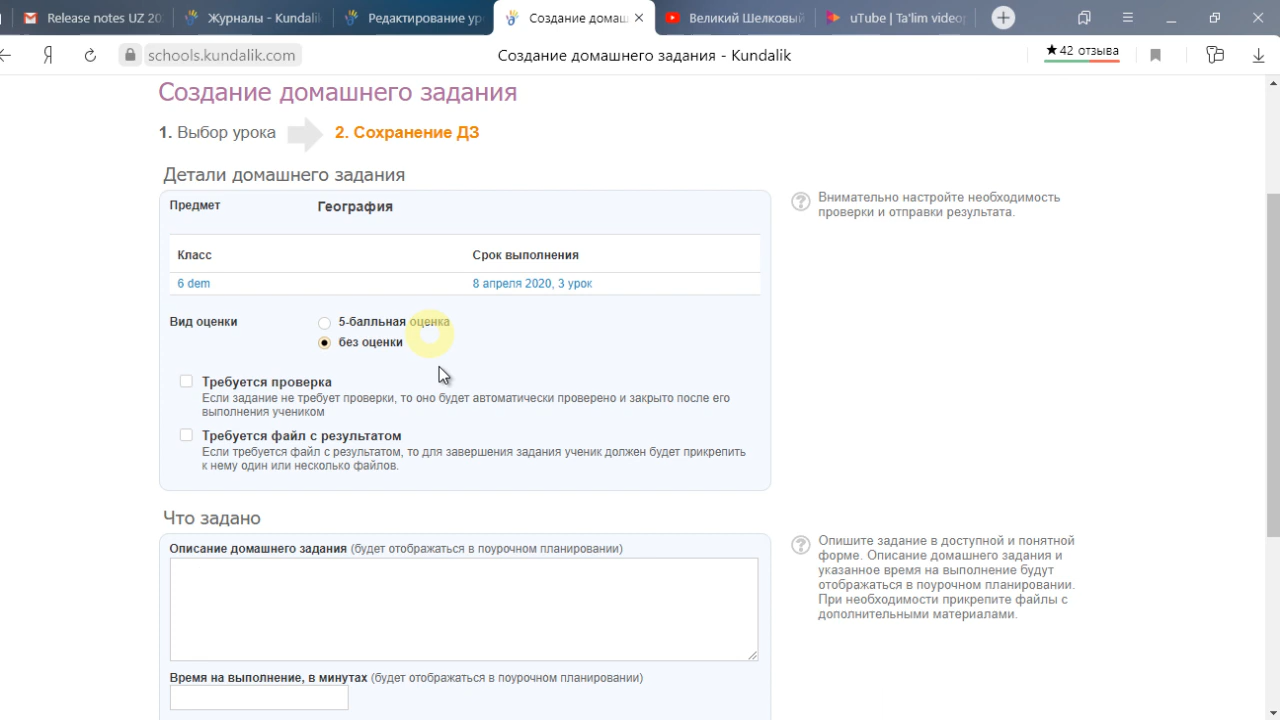 Release notes UZ 20
Журналы - Kundalik
Редактирование ур
Создание домаш
Великий Шелковый
uTube | Ta'lim videop
schools.kundalik.com
Создание домашнего задания - Kundalik
★42 отзыва
Создание домашнего задания
1. Выбор урока
2. Сохранение ДЗ
Детали домашнего задания
Предмет
География
Внимательно настройте необходимость
проверки и отправки результата.
Класс
Срок выполнения
6 dem
8 апреля 2020, 3 урок
Вид оценки
5-балльная оценка
без оценки
Требуется проверка
Если задание не требует проверки, то оно будет автоматически проверено и закрыто после его
выполнения учеником
Требуется файл с результатом
Если требуется файл с результатом, то для завершения задания ученик должен будет прикрепить
к нему один или несколько файлов.
Что задано
Описание домашнего задания (будет отображаться в поурочном планировании)
Опишите задание в доступной и понятной
форме. Описание домашнего задания и
указанное время на выполнение будут
отображаться в поурочном планировании.
При необходимости прикрепите файлы с
дополнительными материалами.
Время на выполнение, в минутах (будет отображаться в поурочном планировании)